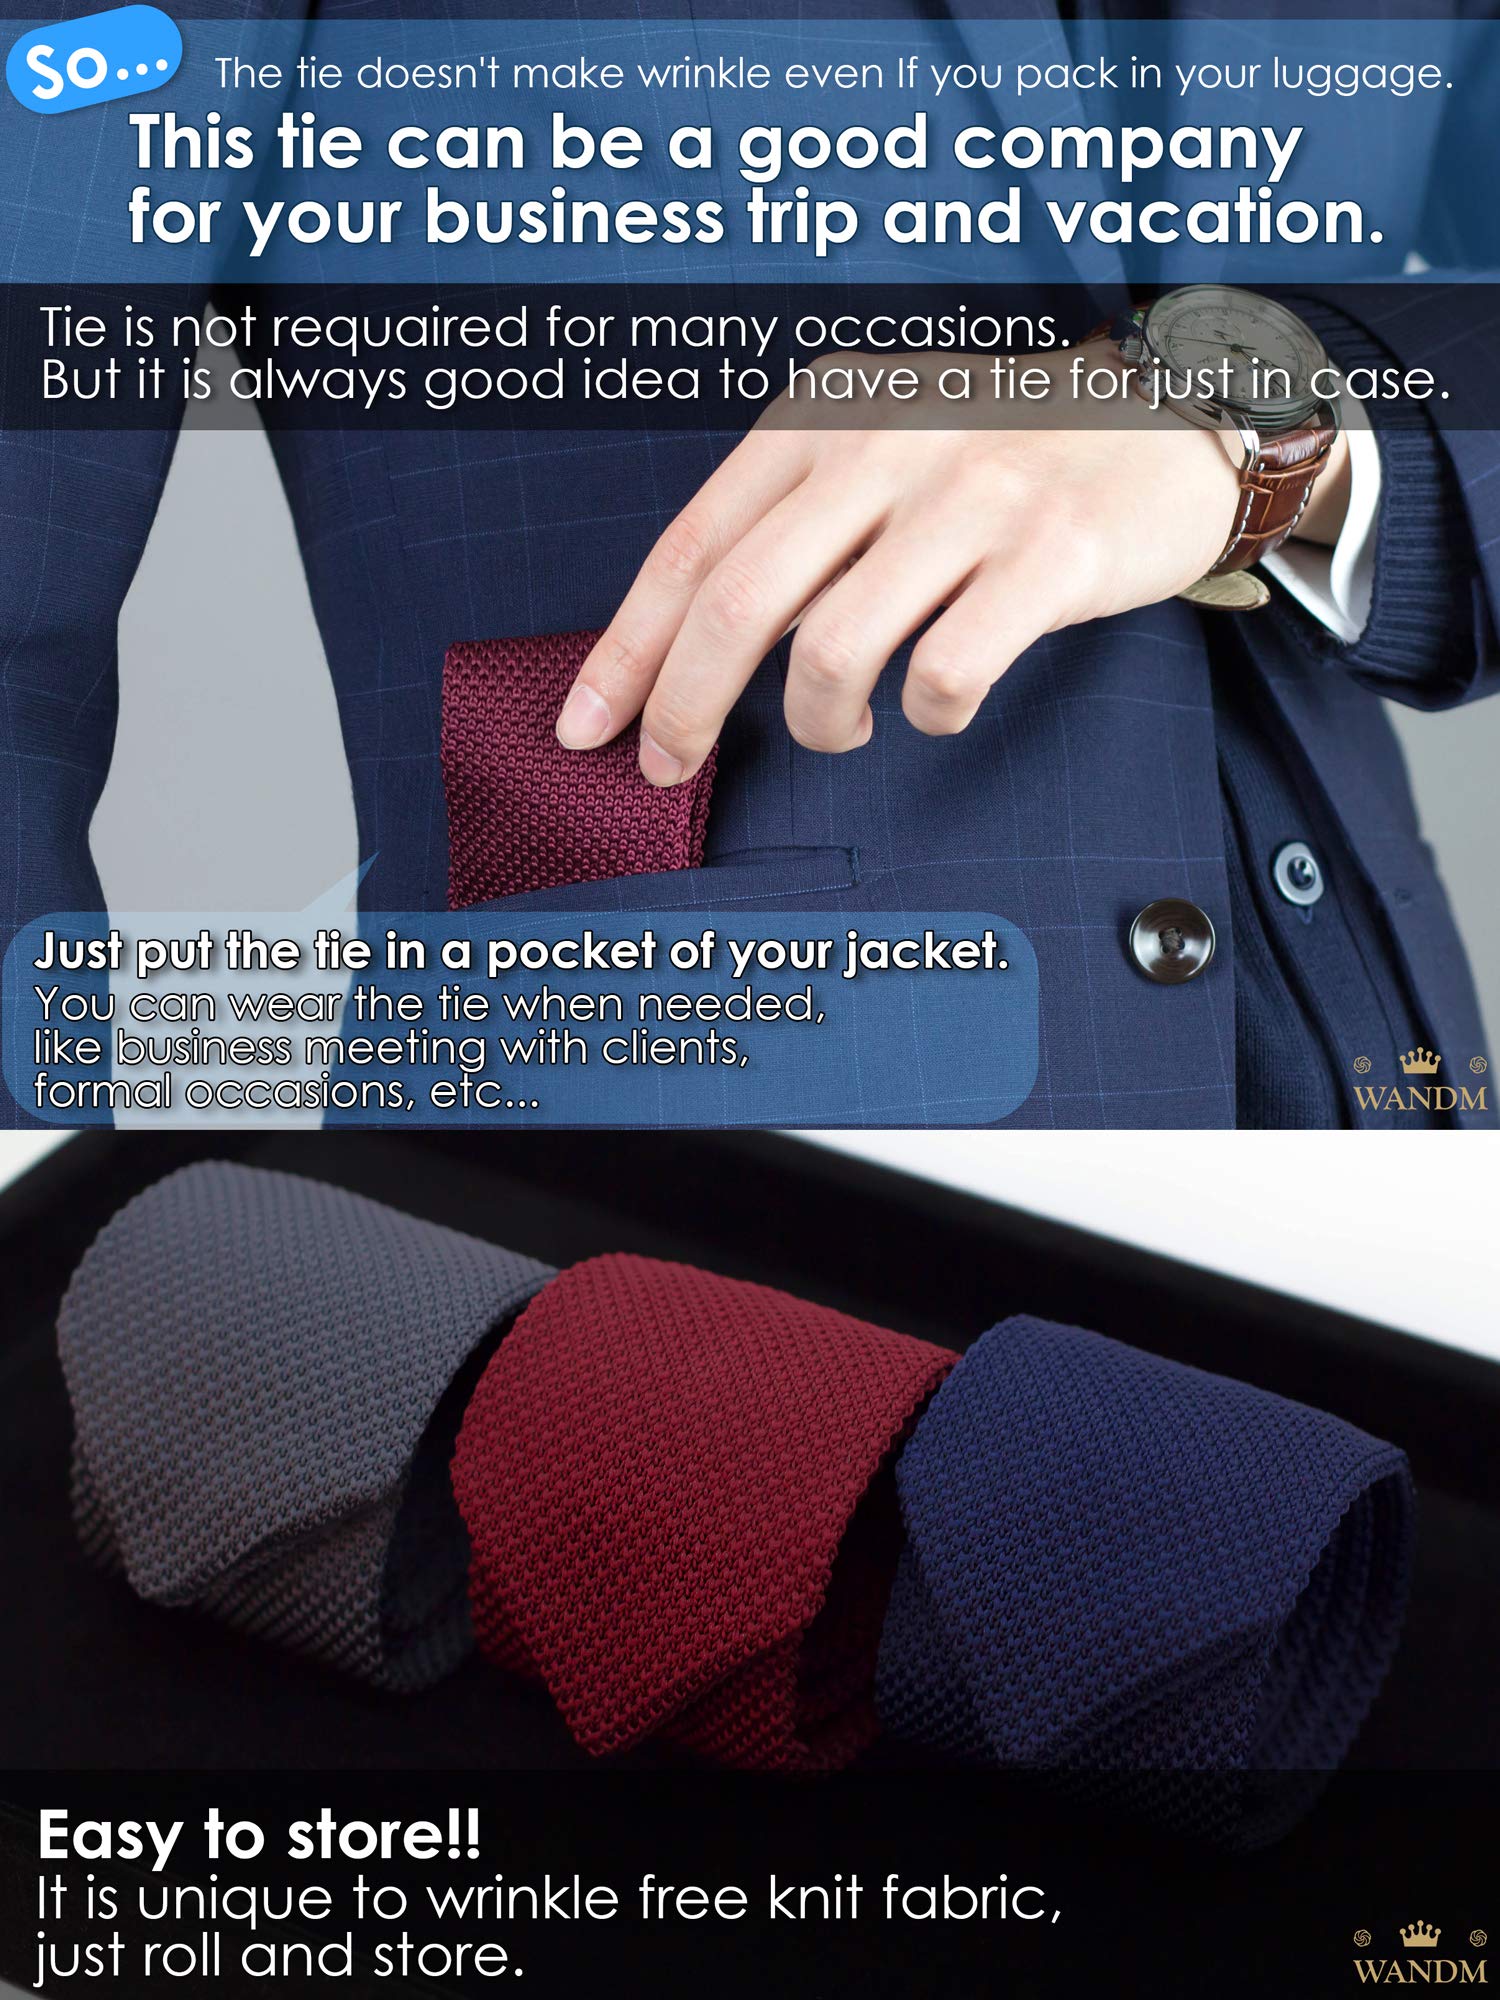 So...
The tie doesn't make wrinkle even If you pack in your luggage.
This tie can be a good company
for your business trip and vacation.
Tie is not requaired for many occasions.
But it is always good idea to have a tie for just in case.
Just put the tie in a pocket of your jacket.
You can wear the tie when needed,
like business meeting with clients,
formal occasions, etc...
WANDM
Easy to store!!
It is unique to wrinkle free knit fabric,
just roll and store.
WANDM